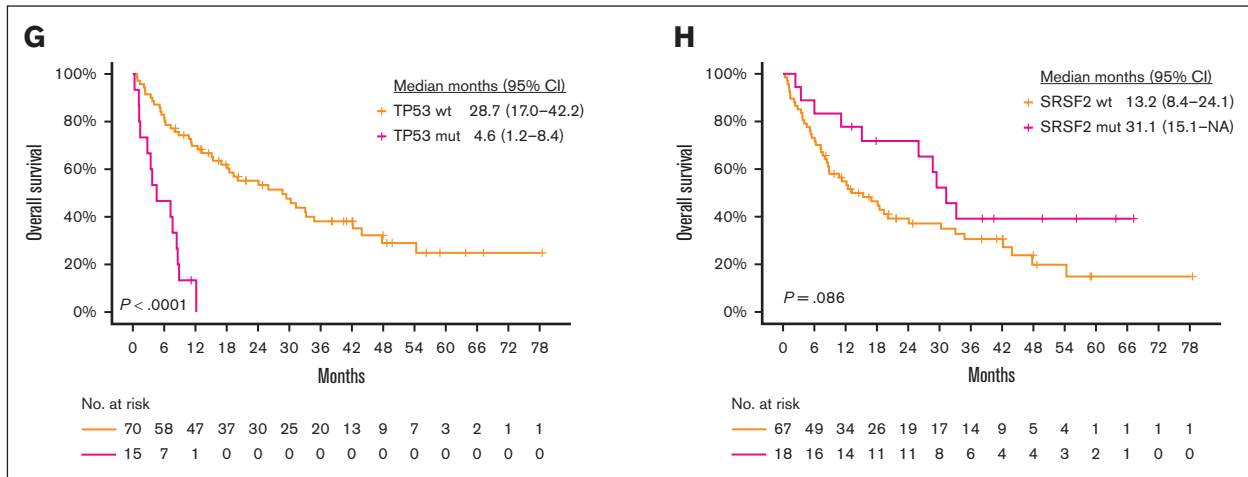 G
Median months (95% CI)
TP53 wt 28.7 (17.0–42.2)
TP53 mut 4.6 (1.2–8.4)
Overall survival
100%
80%
60%
40%
20%
0%
P < .0001
0 6 12 18 24 30 36 42 48 54 60 66 72 78
Months
No. at risk
70 58 47 37 30 25 20 13 9 7 3 2 1 1
15 7 1 0 0 0 0 0 0 0 0 0 0 0
H
Median months (95% CI)
SRSF2 wt 13.2 (8.4–24.1)
SRSF2 mut 31.1 (15.1–NA)
Overall survival
100%
80%
60%
40%
20%
0%
P = .086
0 6 12 18 24 30 36 42 48 54 60 66 72 78
Months
No. at risk
67 49 34 26 19 17 14 9 5 4 1 1 1 1
18 16 14 11 11 8 6 4 4 3 2 1 0 0